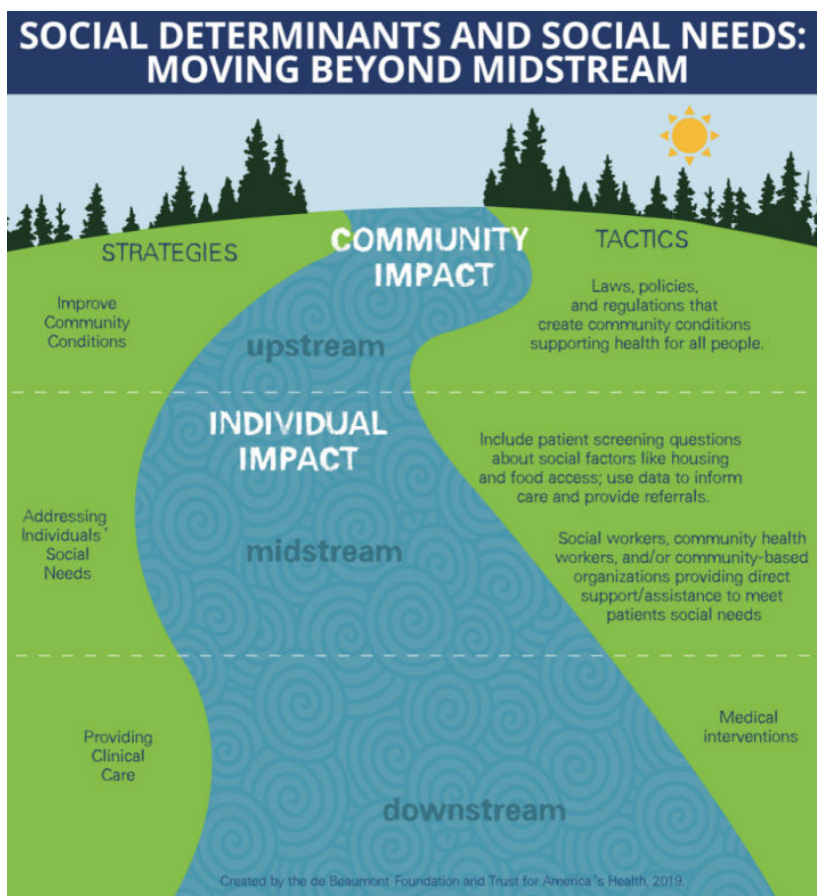 SOCIAL DETERMINANTS AND SOCIAL NEEDS:
MOVING BEYOND MIDSTREAM
STRATEGIES
COMMUNITY
IMPACT
TACTICS
Improve
Community
Conditions
upstream
Laws, policies,
and regulations that
create community conditions
supporting health for all people.
INDIVIDUAL
IMPACT
Addressing
Individuals´
Social
Needs
midstream
Include patient screening questions
about social factors like housing
and food access; use data to inform
care and provide referrals.
Social workers, community health
workers, and/or community-based
organizations providing direct
support/assistance to meet
patients social needs
Providing
Clinical
Care
downstream
Medical
interventions
Created by the de Beaumont Foundation and Trust for America´s Health, 2019.